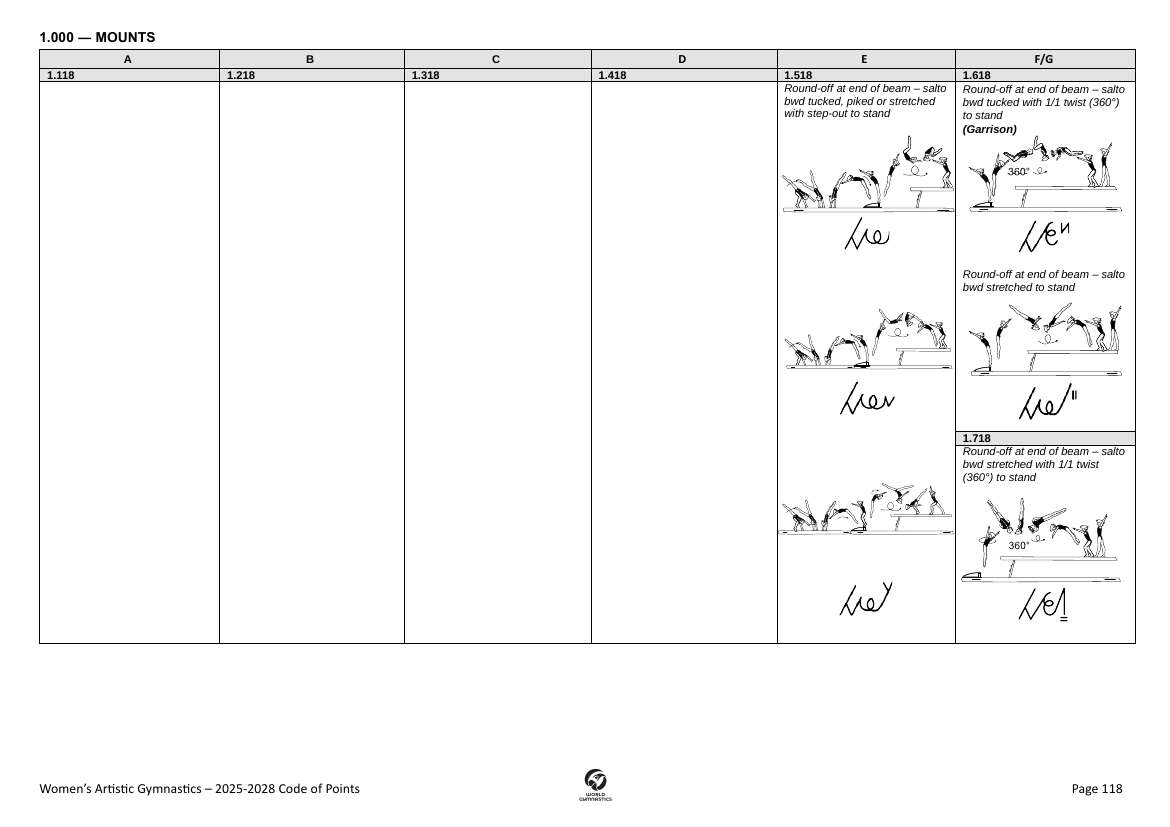 1.000 — MOUNTS
A B C D E F/G
1.118 1.218 1.318 1.418 1.518 1.618
Round-off at end of beam – salto
bwd tucked, piked or stretched
with step-out to stand
Round-off at end of beam – salto
bwd tucked with 1/1 twist (360°)
to stand
(Garrison)
360°
Round-off at end of beam – salto
bwd stretched to stand
1.718
Round-off at end of beam – salto
bwd stretched with 1/1 twist
(360°) to stand
360°
Women's Artistic Gymnastics – 2025-2028 Code of Points
WORLD
GYMNASTICS
Page 118